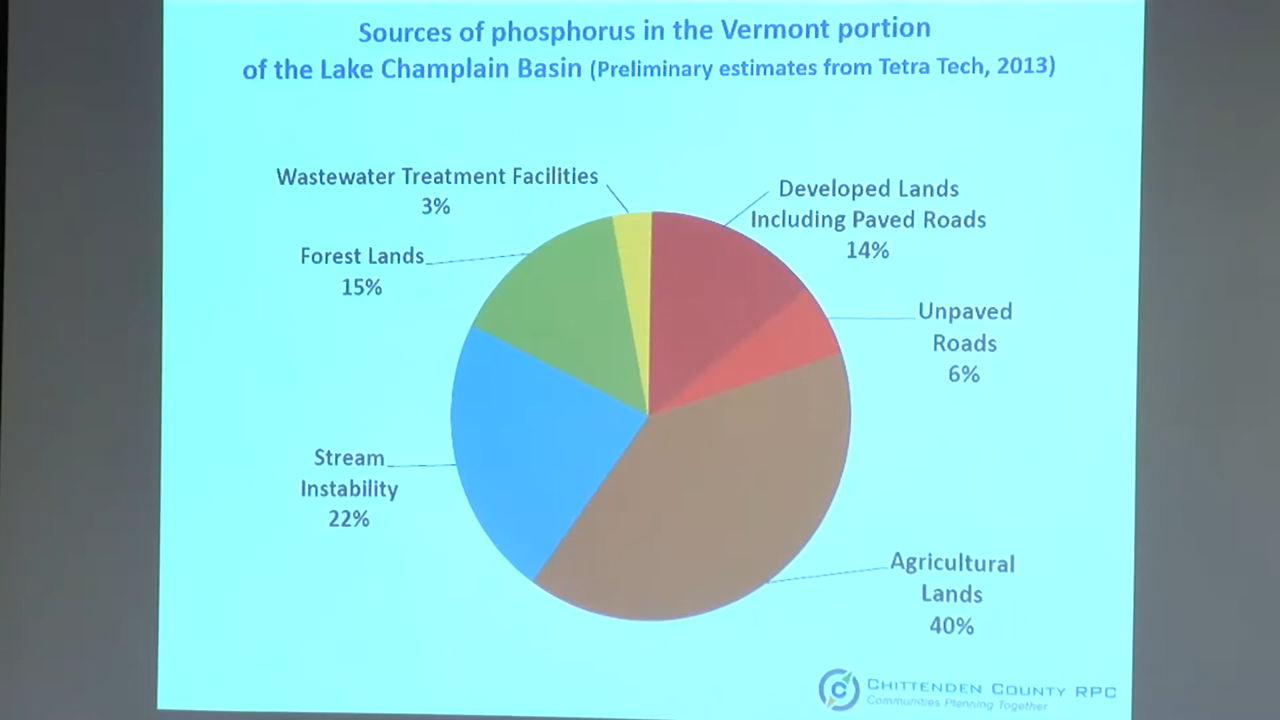 Sources of phosphorus in the Vermont portion
of the Lake Champlain Basin (Preliminary estimates from Tetra Tech, 2013)
Wastewater Treatment Facilities
3%
Developed Lands
Including Paved Roads
14%
Forest Lands
15%
Unpaved
Roads
6%
Stream
Instability
22%
Agricultural
Lands
40%
C
CHITTENDEN COUNTY RPC
Communities Planning Together